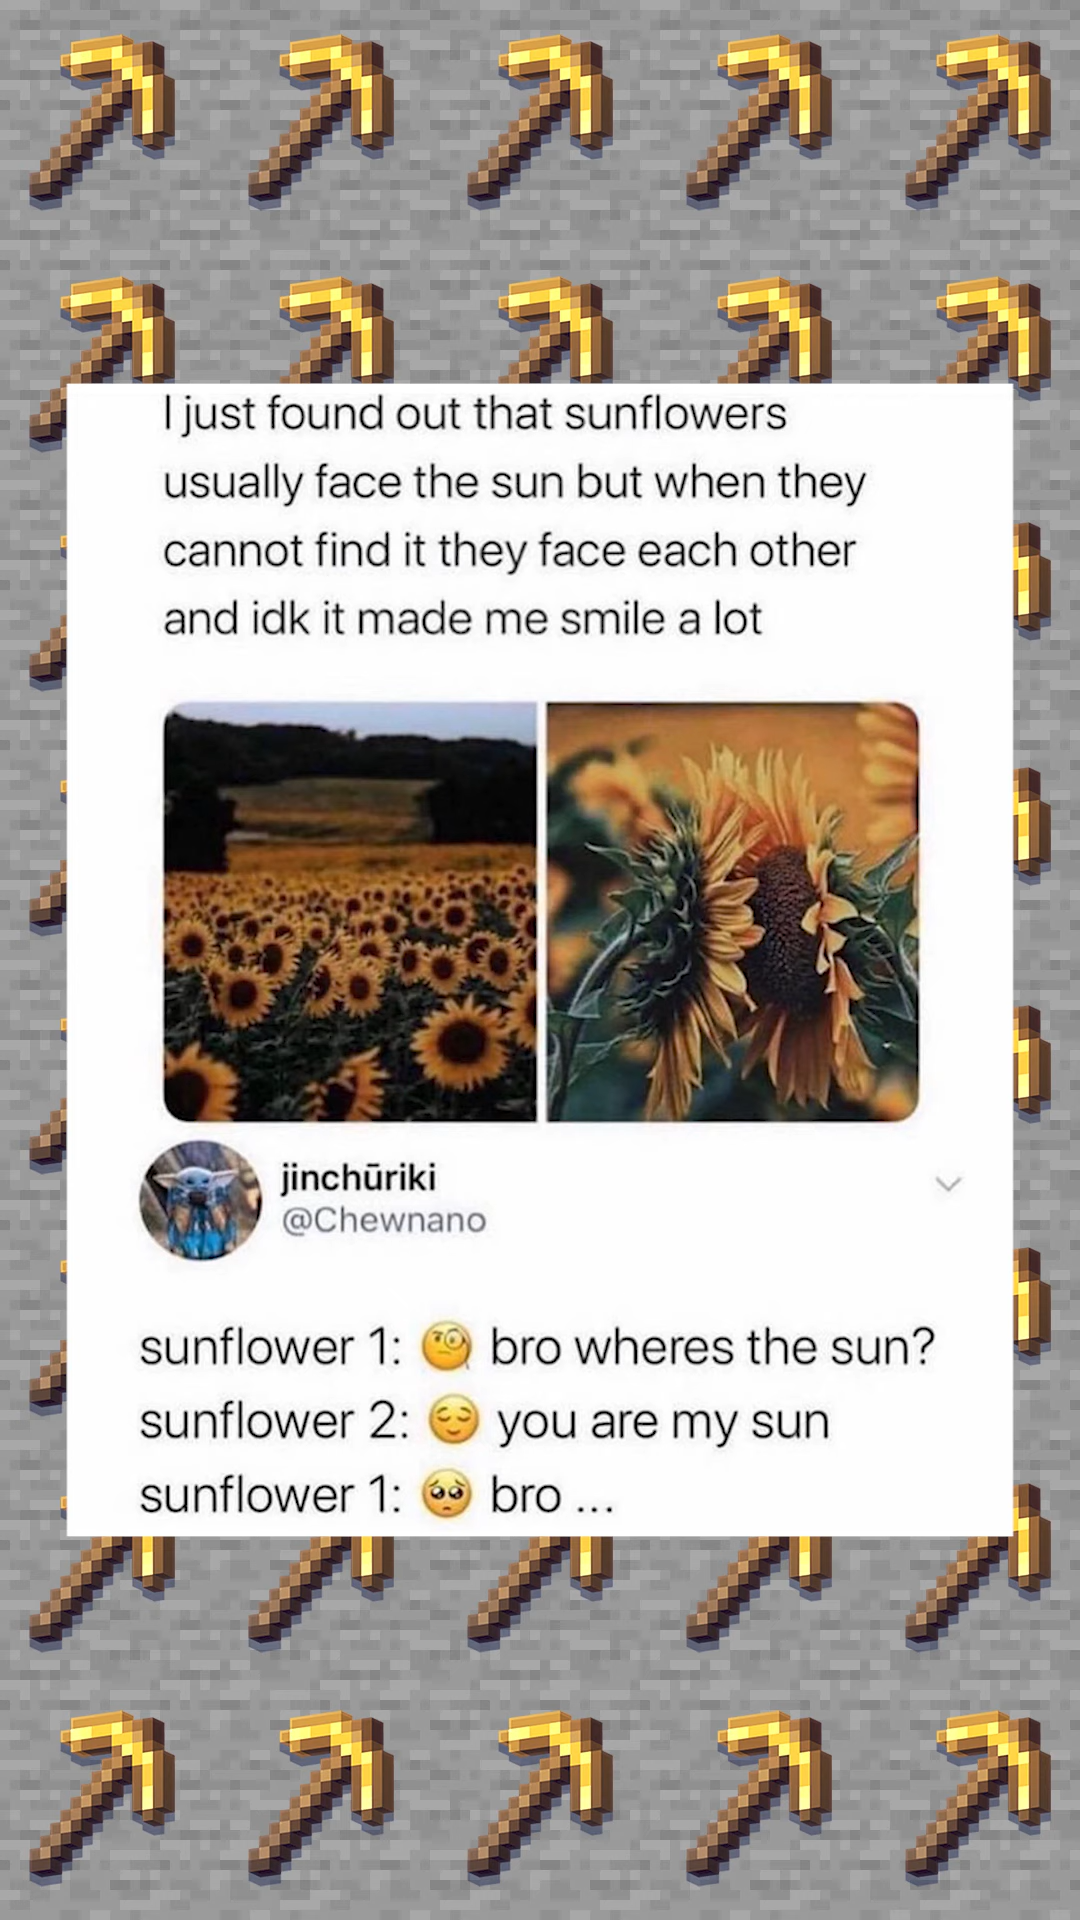 I just found out that sunflowers
usually face the sun but when they
cannot find it they face each other
and idk it made me smile a lot
jinchūriki
@Chewnano
sunflower 1: 🧐 bro wheres the sun?
sunflower 2: 😌 you are my sun
sunflower 1: 🥺 bro ...